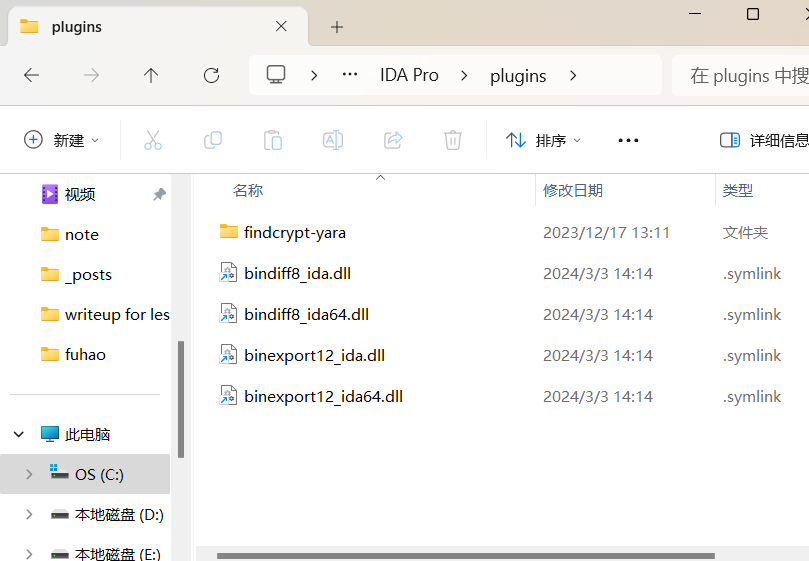 plugins
IDA Pro
plugins
在 plugins 中搜
新建
排序
详细信息
视频
note
_posts
writeup for les
fuhao
此电脑
OS (C:)
本地磁盘 (D:)
本地磁盘 (E:)
名称 修改日期 类型
findcrypt-yara 2023/12/17 13:11 文件夹
bindiff8_ida.dll 2024/3/3 14:14 .symlink
bindiff8_ida64.dll 2024/3/3 14:14 .symlink
binexport12_ida.dll 2024/3/3 14:14 .symlink
binexport12_ida64.dll 2024/3/3 14:14 .symlink